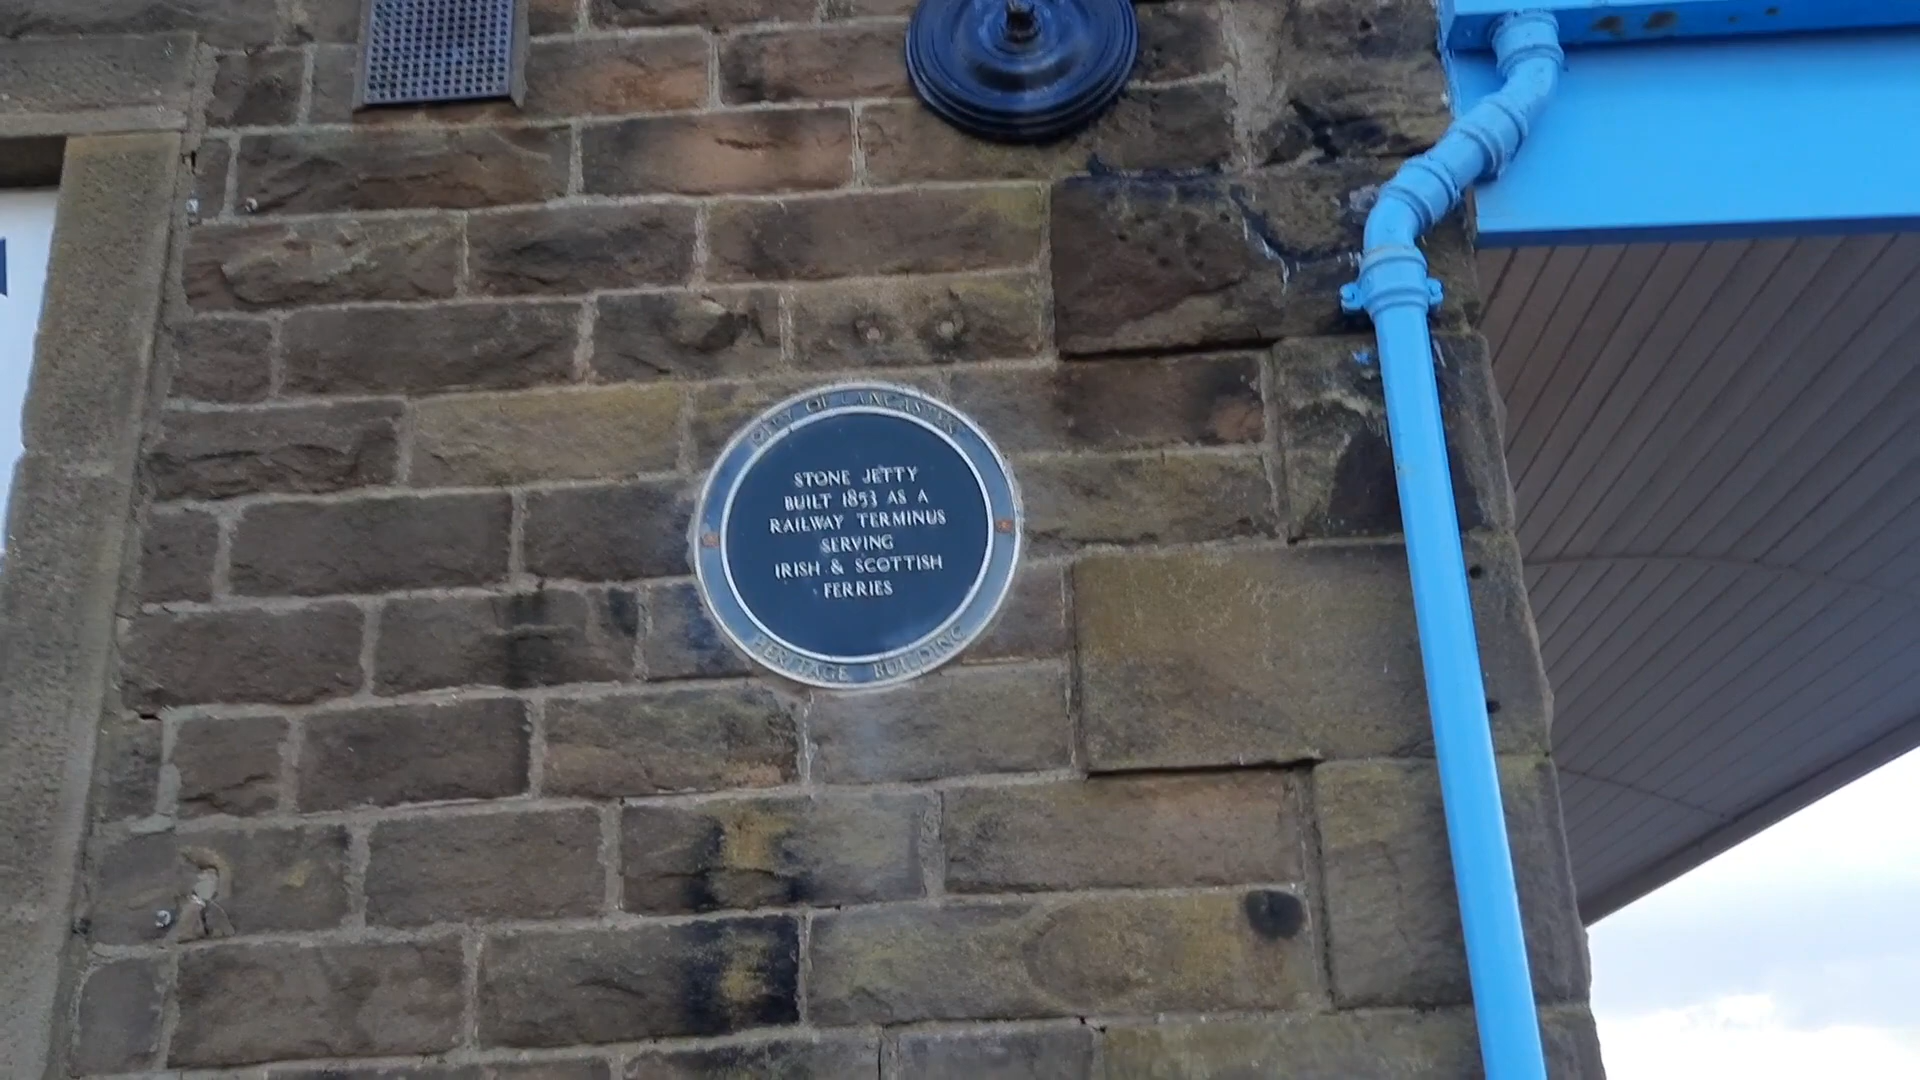 CITY OF LANCASTER
STONE JETTY
BUILT 1853 AS A
RAILWAY TERMINUS
SERVING
IRISH & SCOTTISH
FERRIES
HERITAGE BUILDING